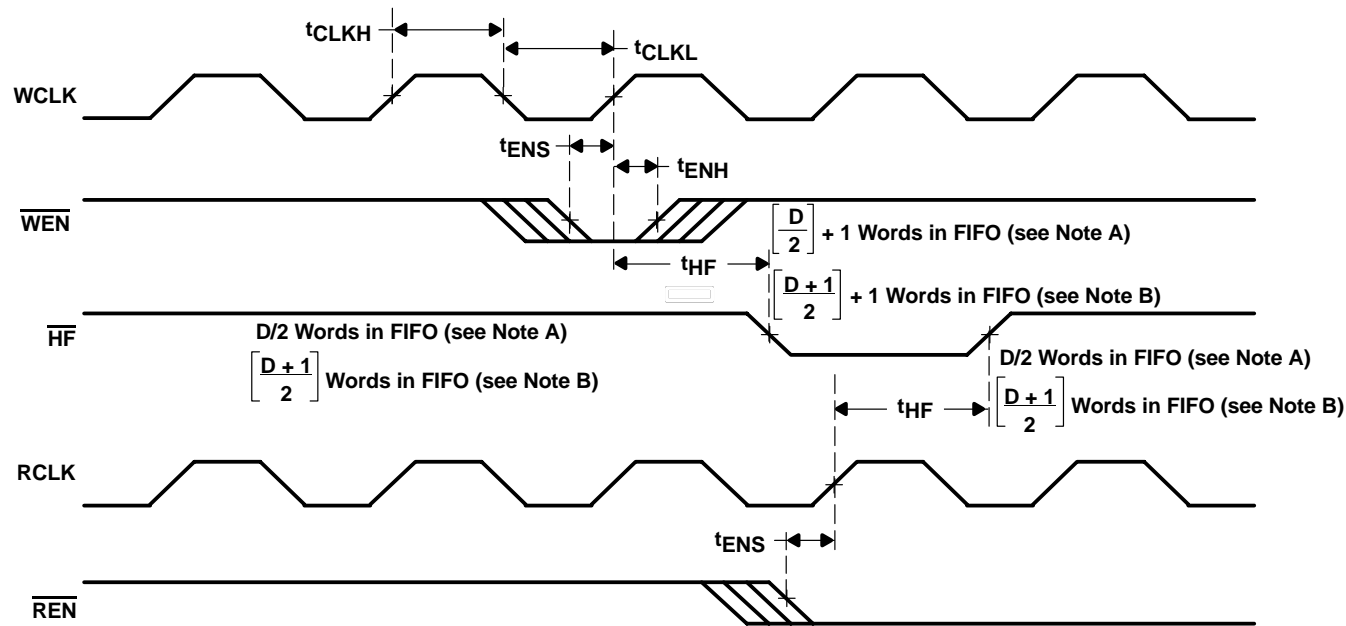 tCLKH
tCLKL
WCLK
tENS
tENH
WEN
[D/2] + 1 Words in FIFO (see Note A)
tHF
[D + 1/2] + 1 Words in FIFO (see Note B)
HF
D/2 Words in FIFO (see Note A)
[D + 1/2] Words in FIFO (see Note B)
D/2 Words in FIFO (see Note A)
tHF
[D + 1/2] Words in FIFO (see Note B)
RCLK
tENS
REN